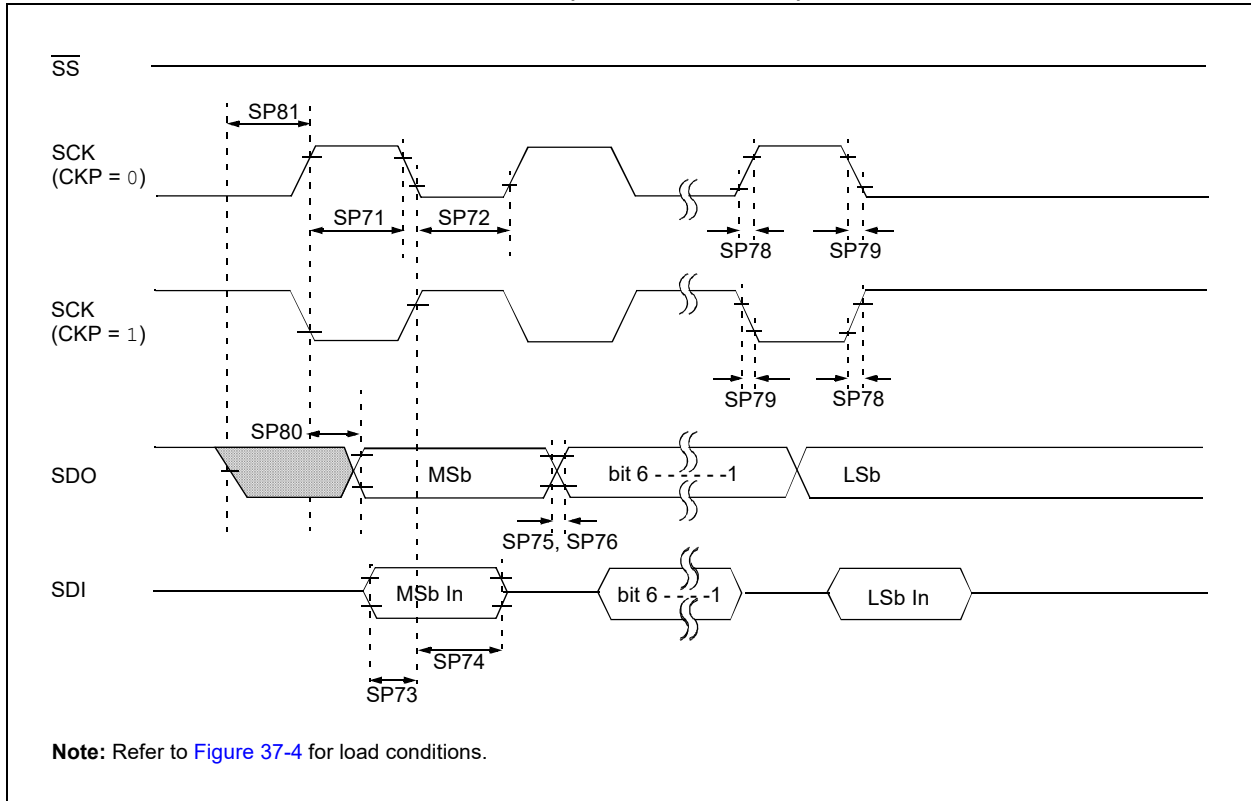 SS
SP81
SCK
(CKP = 0)
SP71
SP72
SP78
SP79
SCK
(CKP = 1)
SP79
SP78
SP80
SDO
MSb
bit 6 - - - - - -1
LSb
SP75, SP76
SDI
MSb In
bit 6 - - - - -1
LSb In
SP74
SP73
Note: Refer to Figure 37-4 for load conditions.